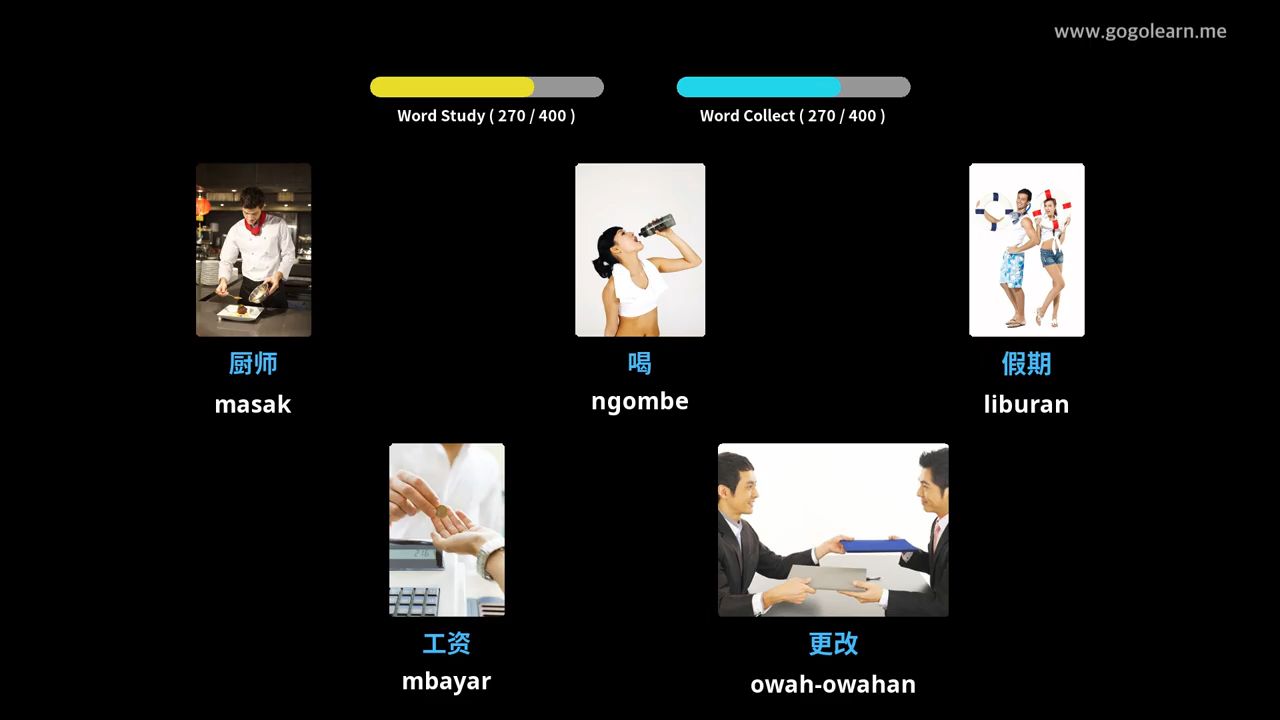 www.gogolearn.me
Word Study ( 270 / 400 )
Word Collect ( 270 / 400 )
厨师
masak
喝
ngombe
假期
liburan
工资
mbayar
更改
owah-owahan